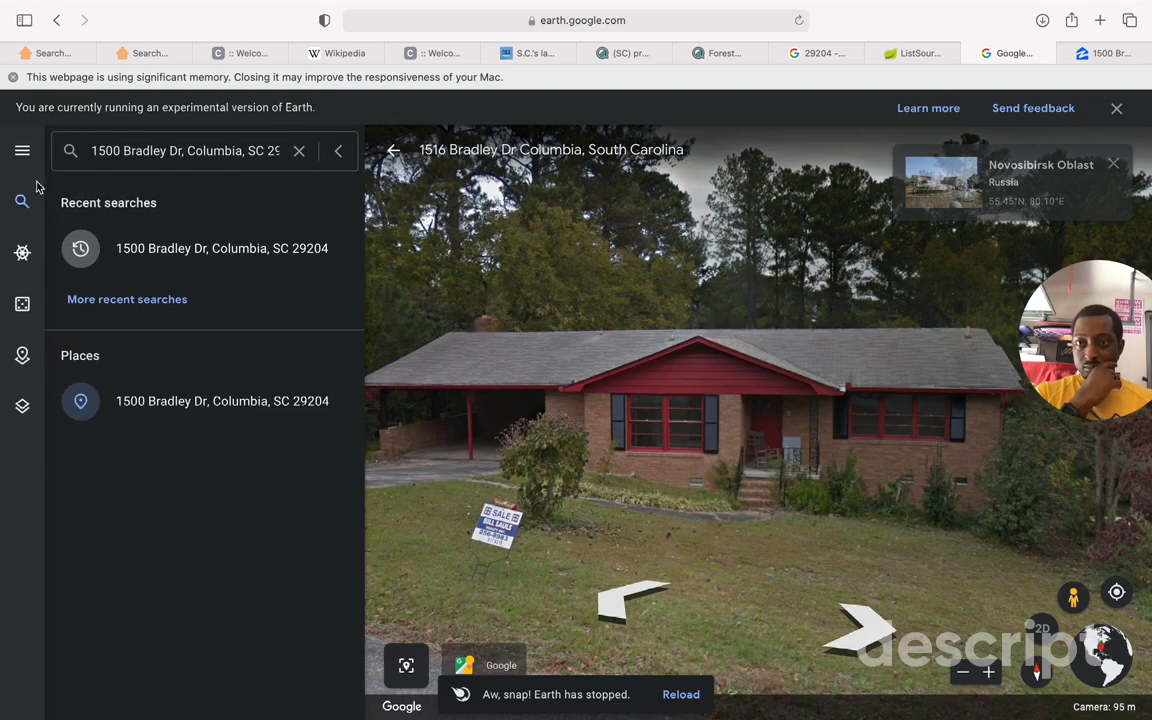 earth.google.com
Search...
Search...
:: Welco...
Wikipedia
:: Welco...
S.C.'s la...
(SC) pr...
Forest...
29204 -...
ListSour...
Google...
1500 Br...
This webpage is using significant memory. Closing it may improve the responsiveness of your Mac.
You are currently running an experimental version of Earth.
Learn more
Send feedback
1500 Bradley Dr, Columbia, SC 29
1516 Bradley Dr Columbia, South Carolina
Novosibirsk Oblast
Russia
55.45°N, 80.10°E
Recent searches
1500 Bradley Dr, Columbia, SC 29204
More recent searches
Places
1500 Bradley Dr, Columbia, SC 29204
SALE
BILL SAULS
256-8983
2D
descript
Google
Aw, snap! Earth has stopped.
Reload
Google
Camera: 95 m